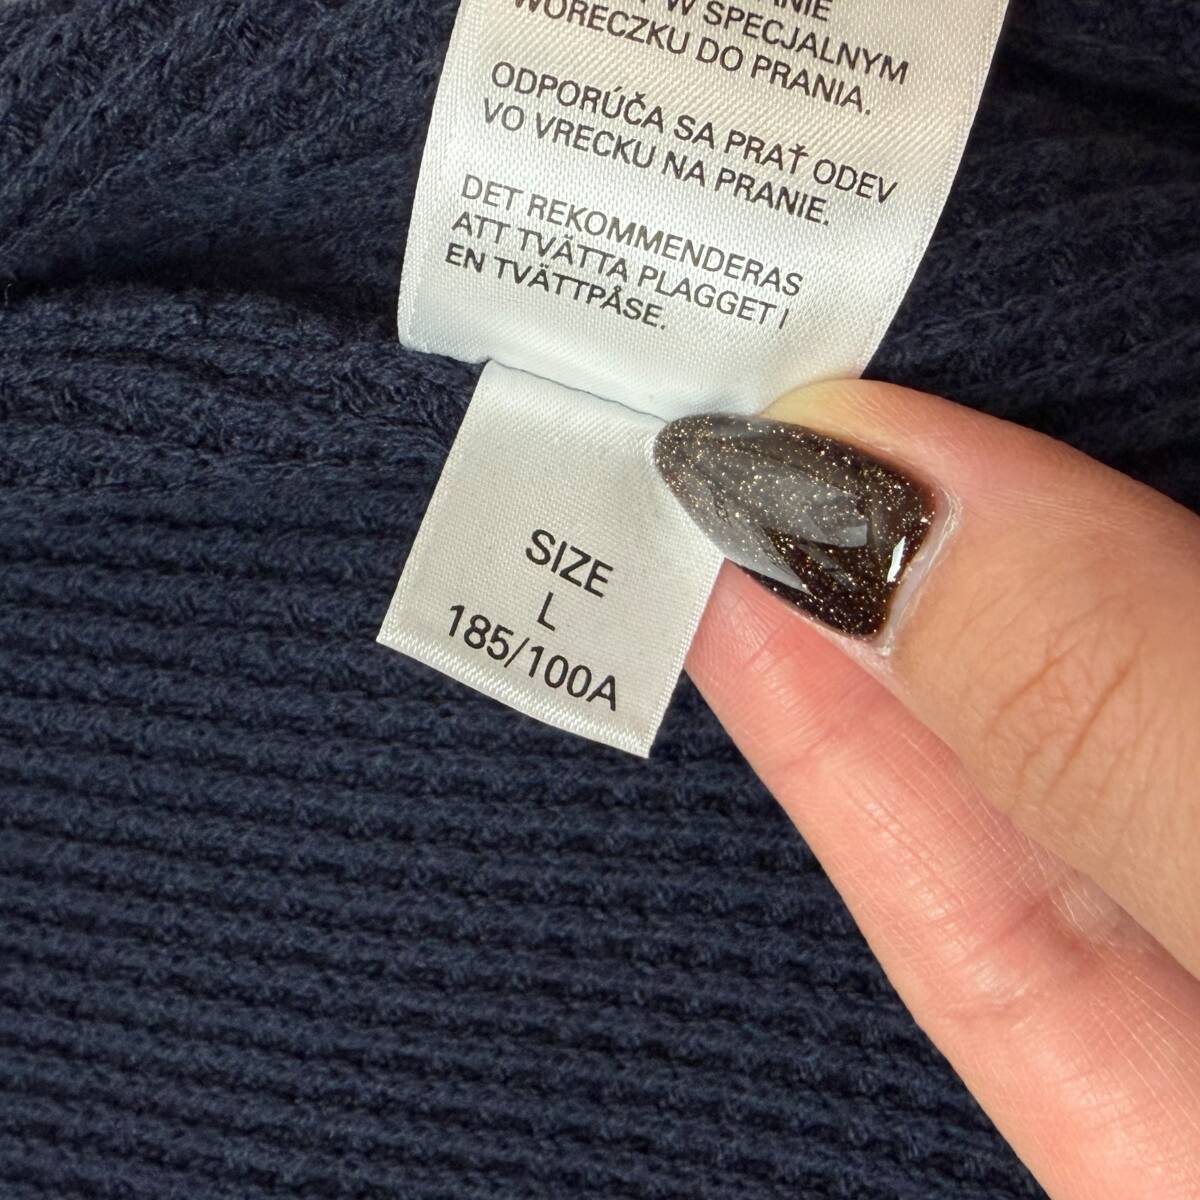 W SPECJALNYM
WORECZKU DO PRANIA.
ODPORÚČA SA PRAŤ ODEV
VO VRECKU NA PRANIE.
DET REKOMMENDERAS
ATT TVÄTTA PLAGGET I
EN TVÄTTPÅSE.
SIZE
L
185/100A